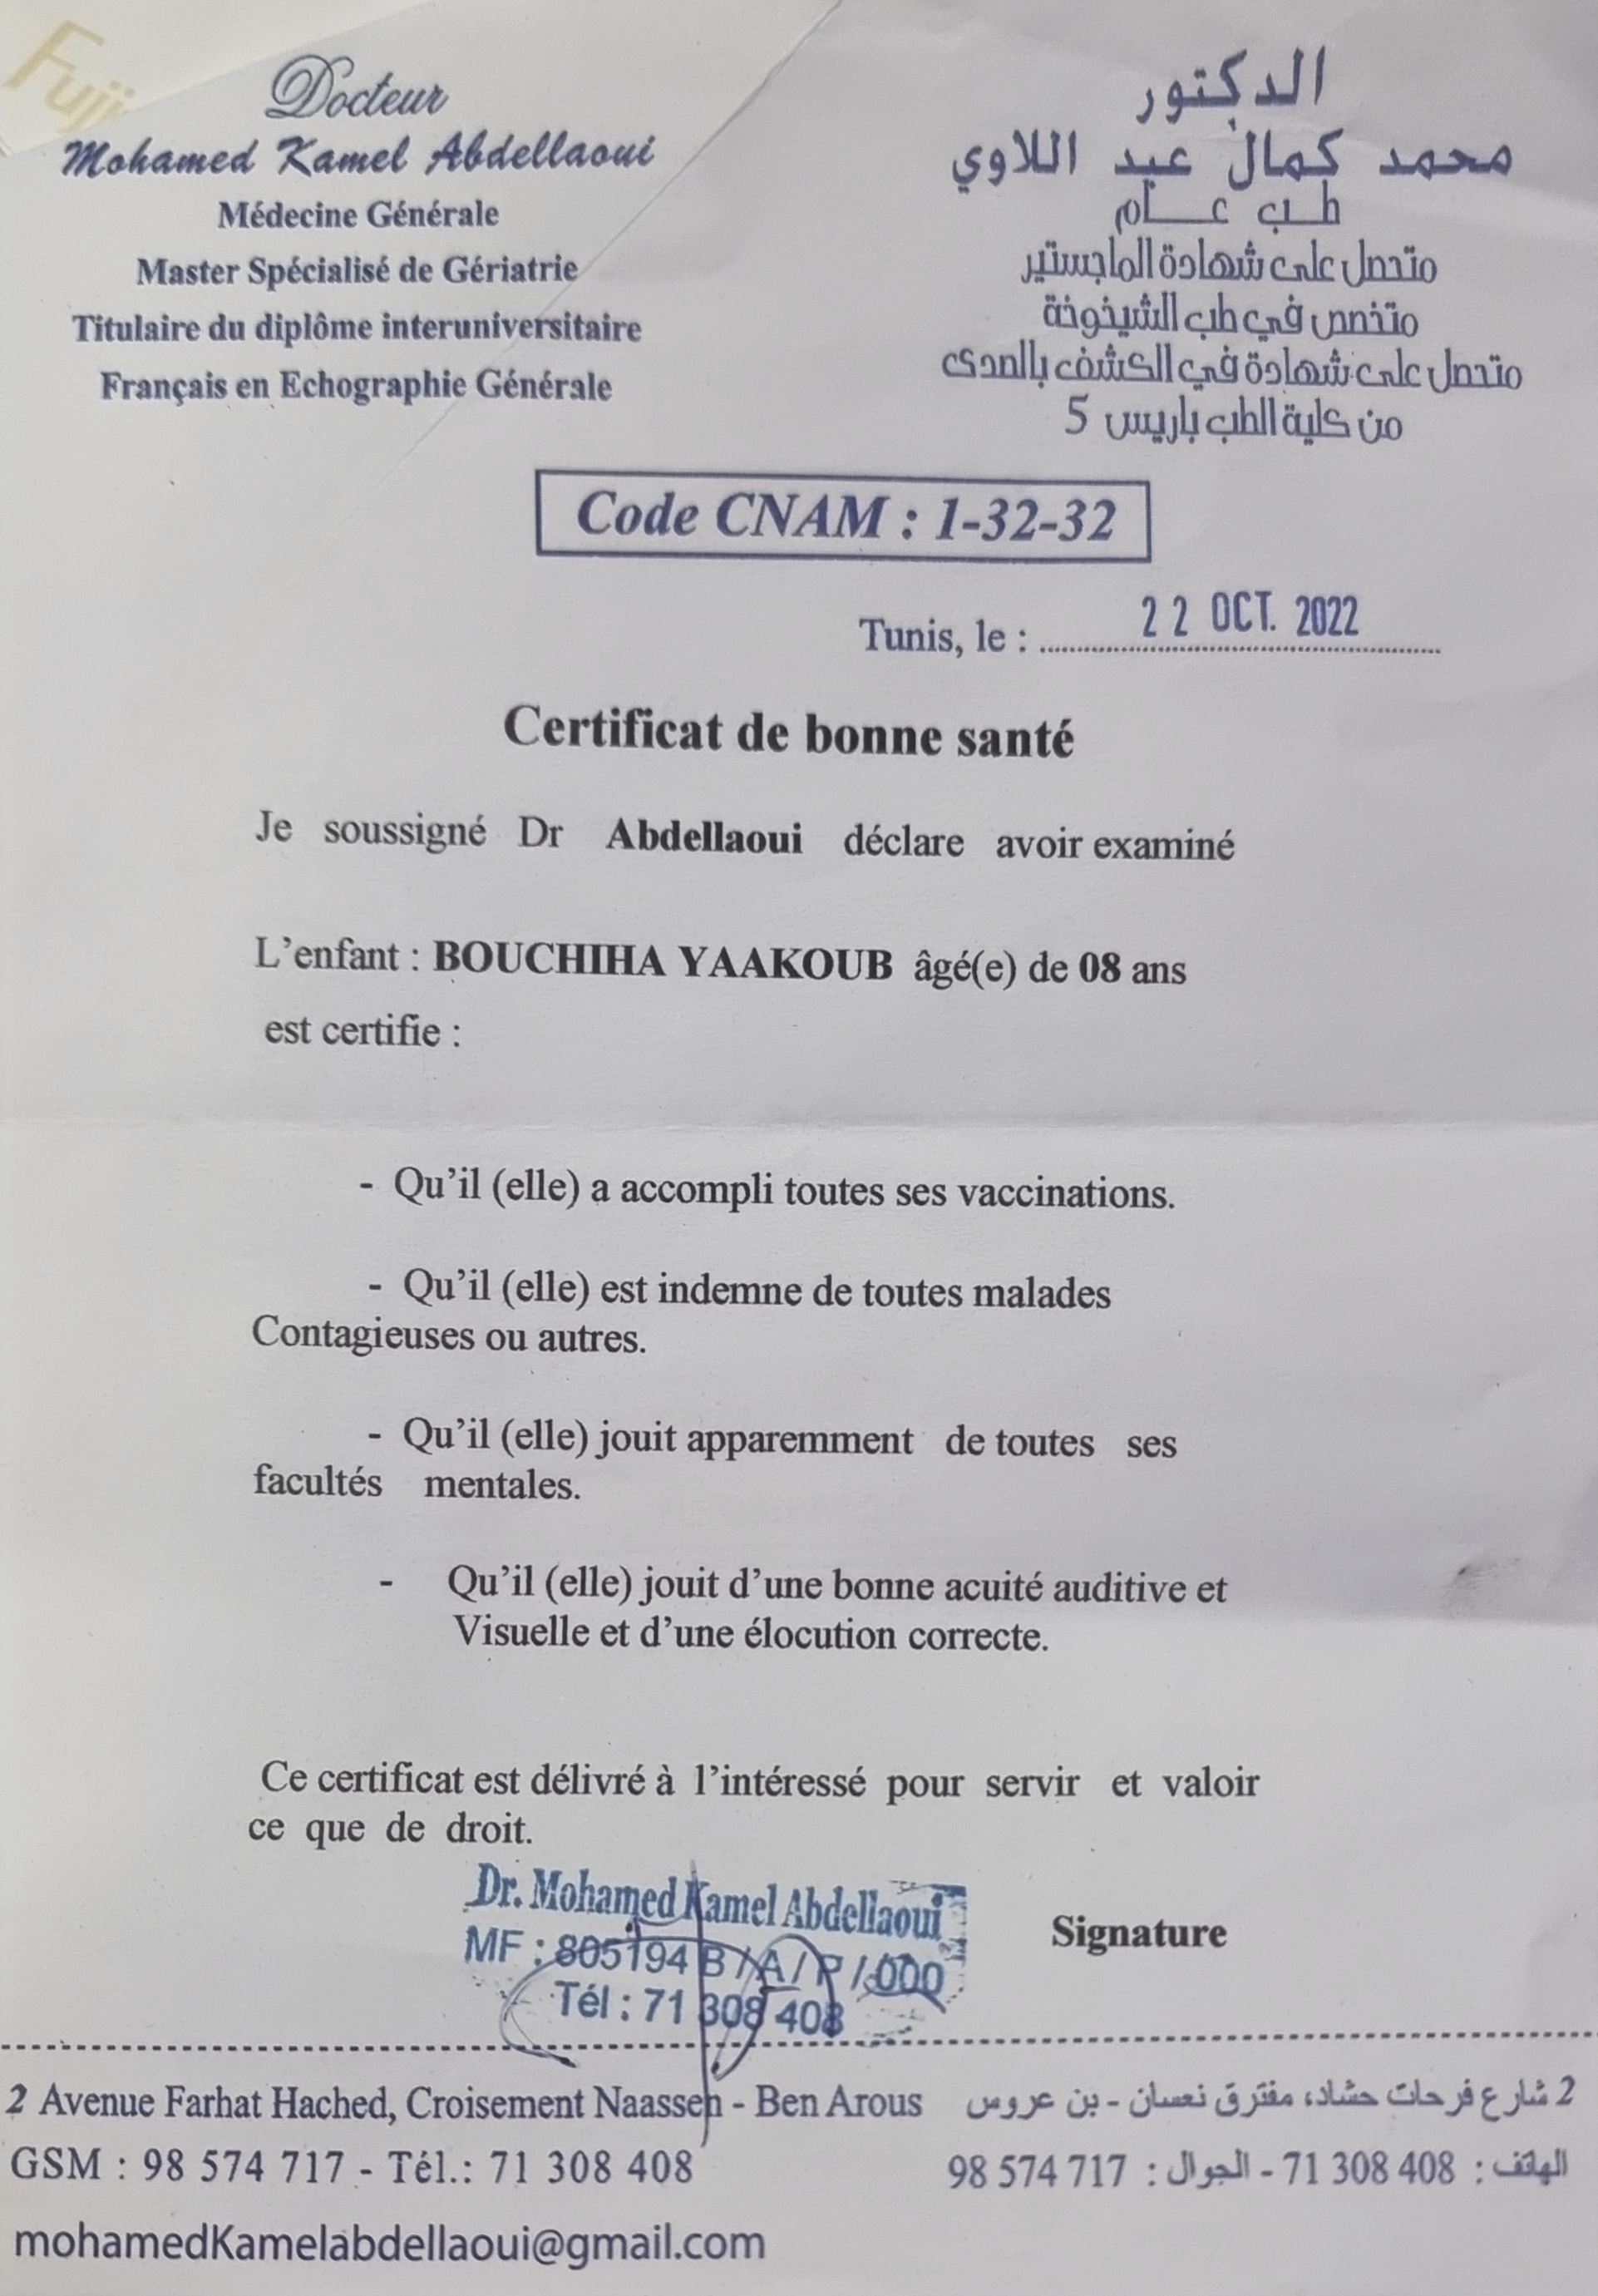 Fuji
Docteur
Mohamed Kamel Abdellaoui
Médecine Générale
Master Spécialisé de Gériatrie
Titulaire du diplôme interuniversitaire
Français en Echographie Générale
الدكتور
محمد كمال عبد اللاوي
طب عام
متحصل على شهادة الماجستير
متخصص في طب الشيخوخة
متحصل على شهادة في الكشف بالصدى
من كلية الطب باريس 5
Code CNAM : 1-32-32
Tunis, le : 22 OCT. 2022
Certificat de bonne santé
Je soussigné Dr Abdellaoui déclare avoir examiné
L’enfant : BOUCHIHA YAAKOUB âgé(e) de 08 ans
est certifie :
- Qu’il (elle) a accompli toutes ses vaccinations.
- Qu’il (elle) est indemne de toutes malades
Contagieuses ou autres.
- Qu’il (elle) jouit apparemment de toutes ses
facultés mentales.
- Qu’il (elle) jouit d’une bonne acuité auditive et
Visuelle et d’une élocution correcte.
Ce certificat est délivré à l’intéressé pour servir et valoir
ce que de droit.
Dr. Mohamed Kamel Abdellaoui
MF : 805194 B / A / P / 000
Tél : 71 308 408
Signature
2 Avenue Farhat Hached, Croisement Naassen - Ben Arous
2 شارع فرحات حشاد، مفترق نعسان - بن عروس
GSM : 98 574 717 - Tél.: 71 308 408
الهاتف : 71 308 408 - الجوال : 98 574 717
mohamedKamelabdellaoui@gmail.com